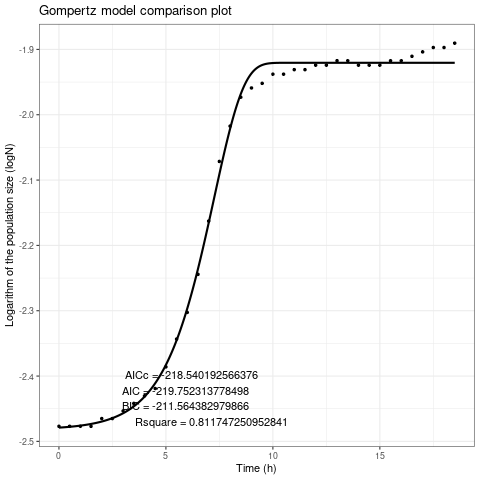 Gompertz model comparison plot
Logarithm of the population size (logN)
-1.9
-2.0
-2.1
-2.2
-2.3
-2.4
-2.5
AICc = -218.540192566376
AIC = -219.752313778498
BIC = -211.564382979866
Rsquare = 0.811747250952841
0 5 10 15
Time (h)